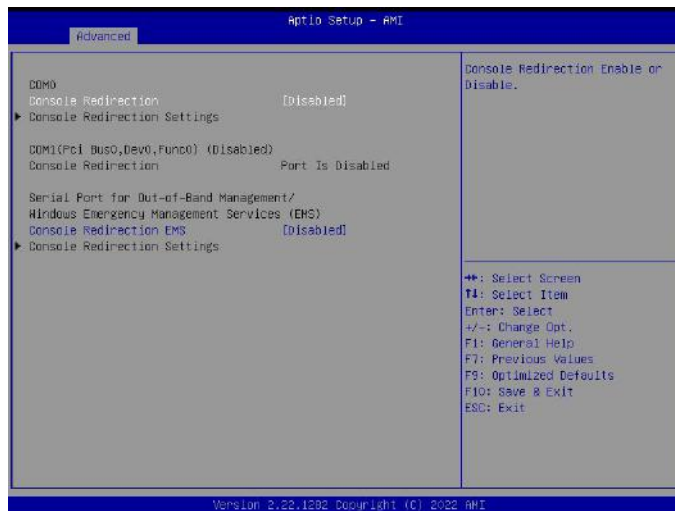 Aptio Setup - AMI
Advanced
COM0
Console Redirection [Disabled]
Console Redirection Settings
COM1(Pci Bus0,Dev0,Func0) (Disabled)
Console Redirection Port Is Disabled
Serial Port for Out-of-Band Management/
Windows Emergency Management Services (EMS)
Console Redirection EMS [Disabled]
Console Redirection Settings
Console Redirection Enable or
Disable.
→←: Select Screen
↑↓: Select Item
Enter: Select
+/-: Change Opt.
F1: General Help
F7: Previous Values
F9: Optimized Defaults
F10: Save & Exit
ESC: Exit
Version 2.22.1282 Copyright (C) 2022 AMI